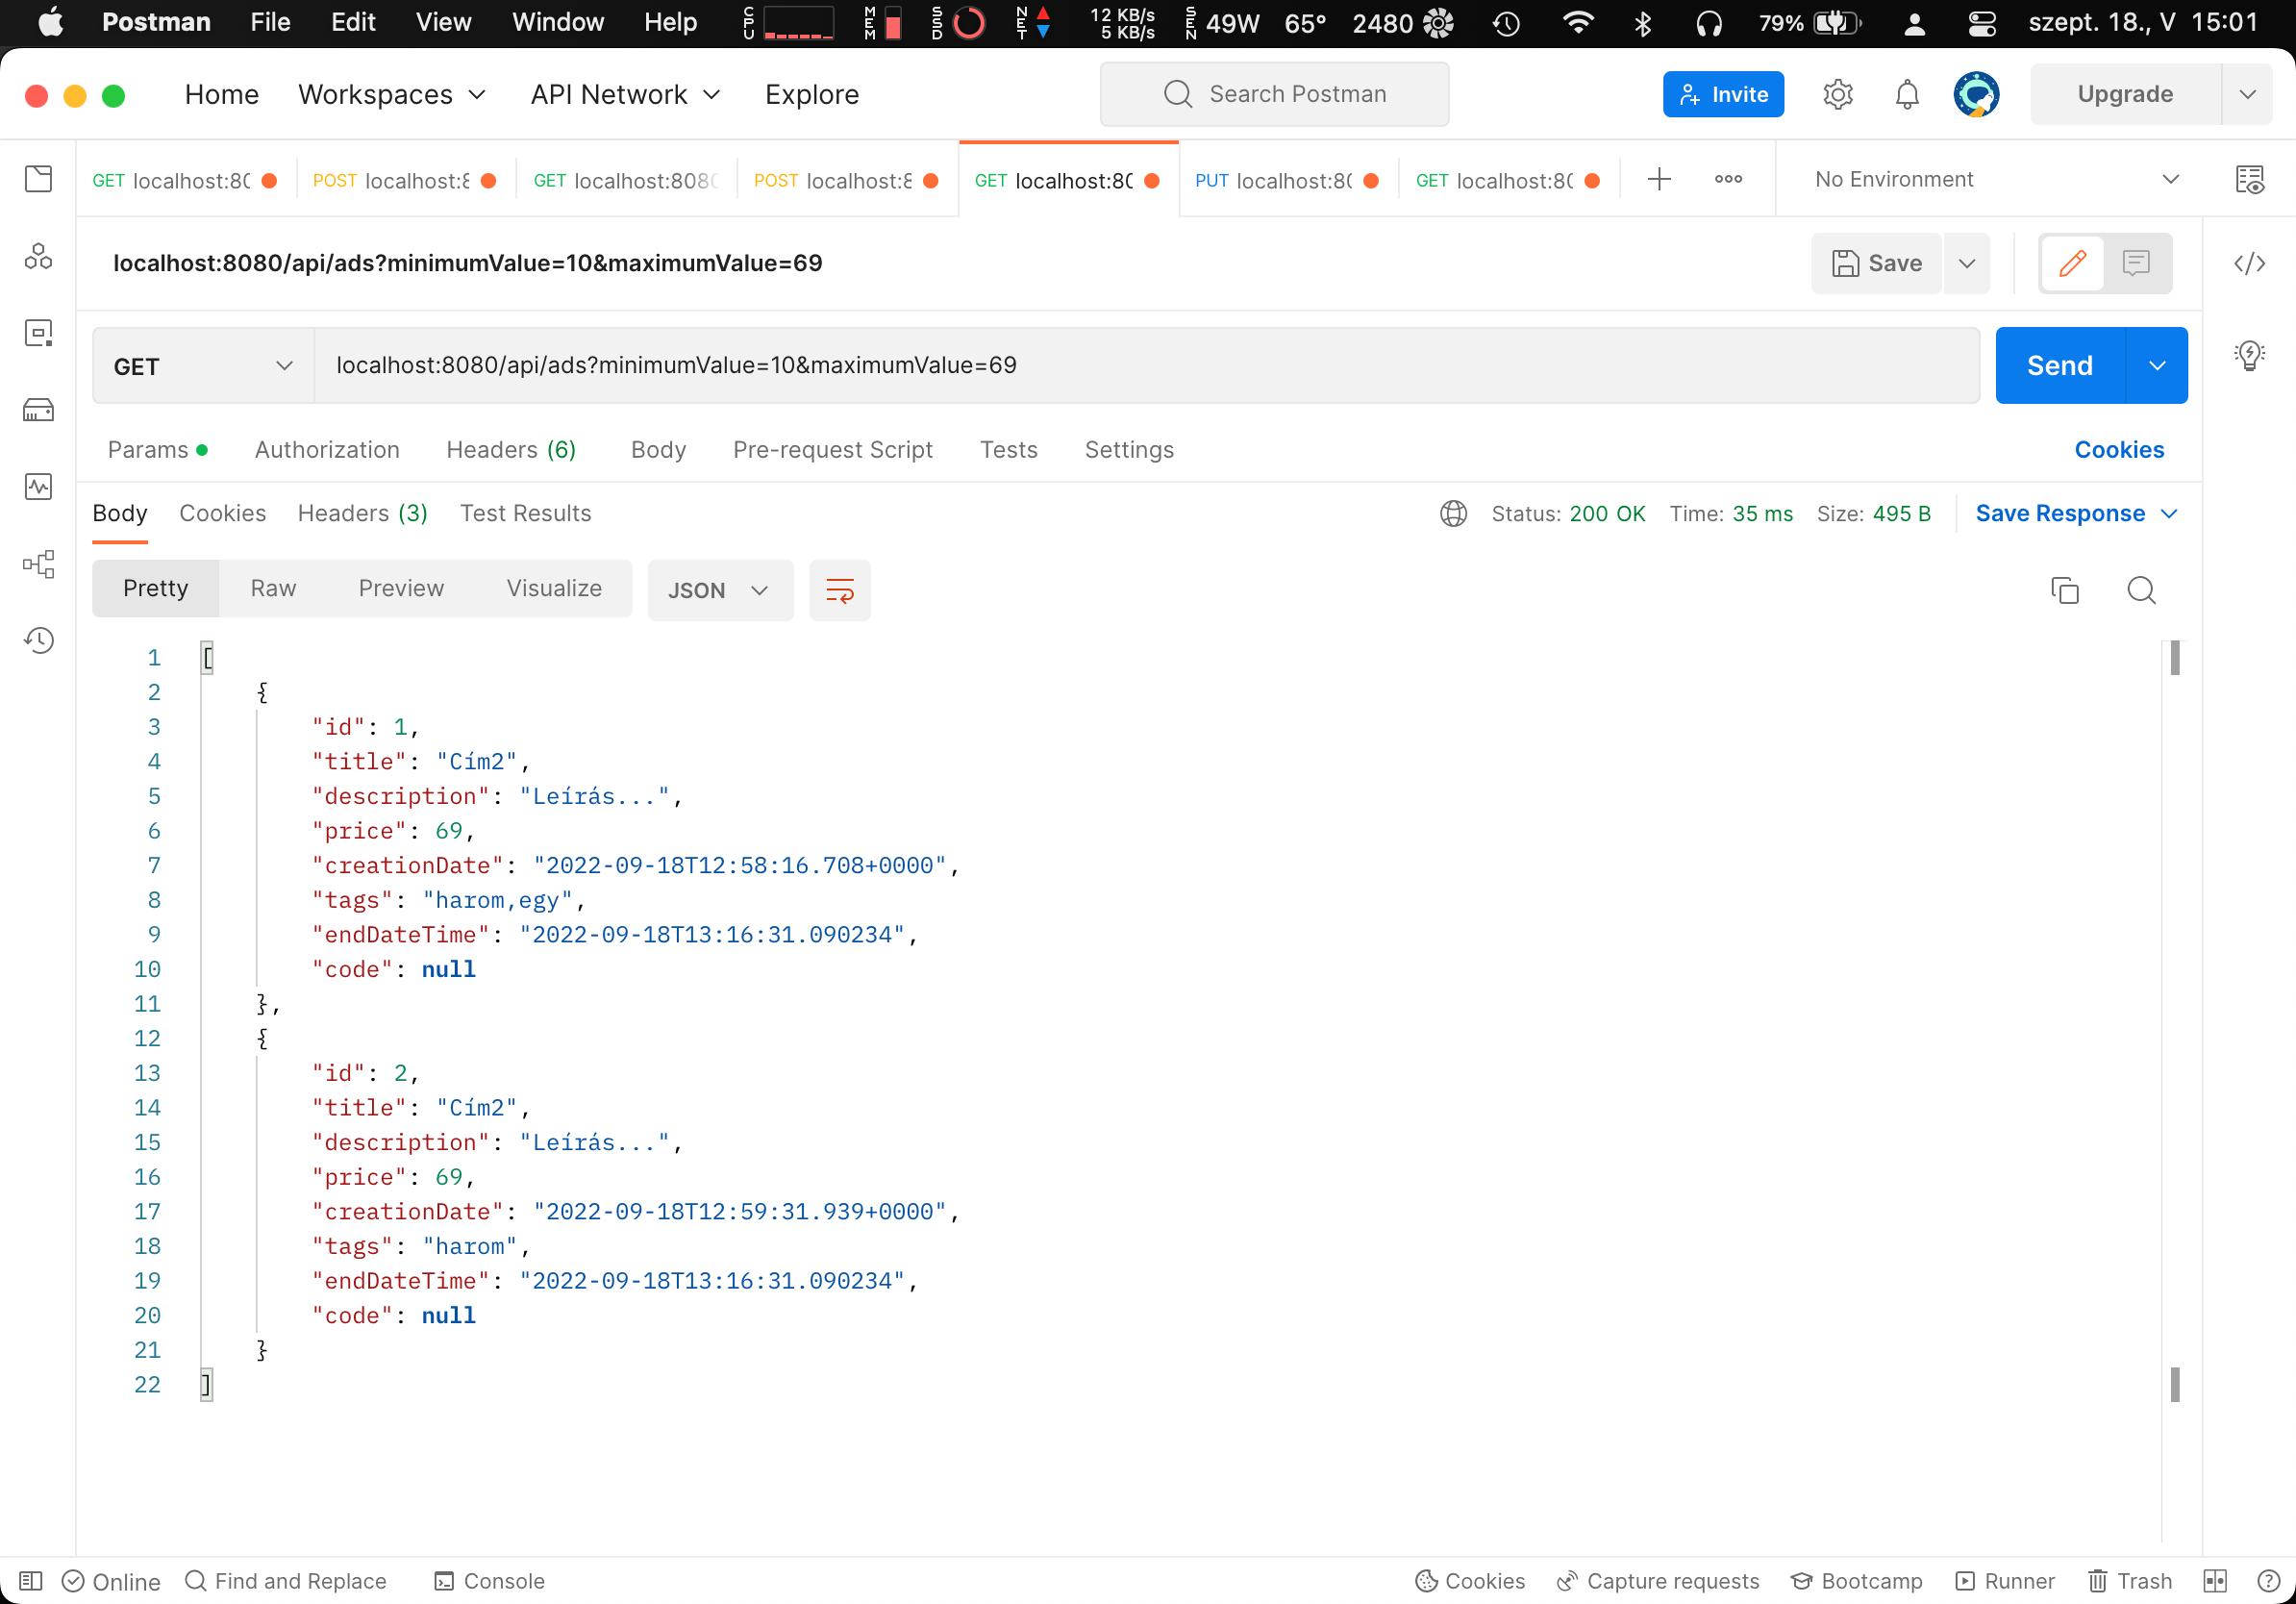 Postman File Edit View Window Help CPU MEM SSD NET 12 KB/s 5 KB/s SEN 49W 65° 2480 79% szept. 18., V 15:01
Home Workspaces API Network Explore Search Postman Invite Upgrade
GET localhost:80 POST localhost:8 GET localhost:8080 POST localhost:8 GET localhost:80 PUT localhost:80 GET localhost:80 No Environment
localhost:8080/api/ads?minimumValue=10&maximumValue=69 Save
GET localhost:8080/api/ads?minimumValue=10&maximumValue=69 Send
Params Authorization Headers (6) Body Pre-request Script Tests Settings Cookies
Body Cookies Headers (3) Test Results Status: 200 OK Time: 35 ms Size: 495 B Save Response
Pretty Raw Preview Visualize JSON
1 [
2 {
3 "id": 1,
4 "title": "Cím2",
5 "description": "Leírás...",
6 "price": 69,
7 "creationDate": "2022-09-18T12:58:16.708+0000",
8 "tags": "harom,egy",
9 "endDateTime": "2022-09-18T13:16:31.090234",
10 "code": null
11 },
12 {
13 "id": 2,
14 "title": "Cím2",
15 "description": "Leírás...",
16 "price": 69,
17 "creationDate": "2022-09-18T12:59:31.939+0000",
18 "tags": "harom",
19 "endDateTime": "2022-09-18T13:16:31.090234",
20 "code": null
21 }
22 ]
Online Find and Replace Console Cookies Capture requests Bootcamp Runner Trash